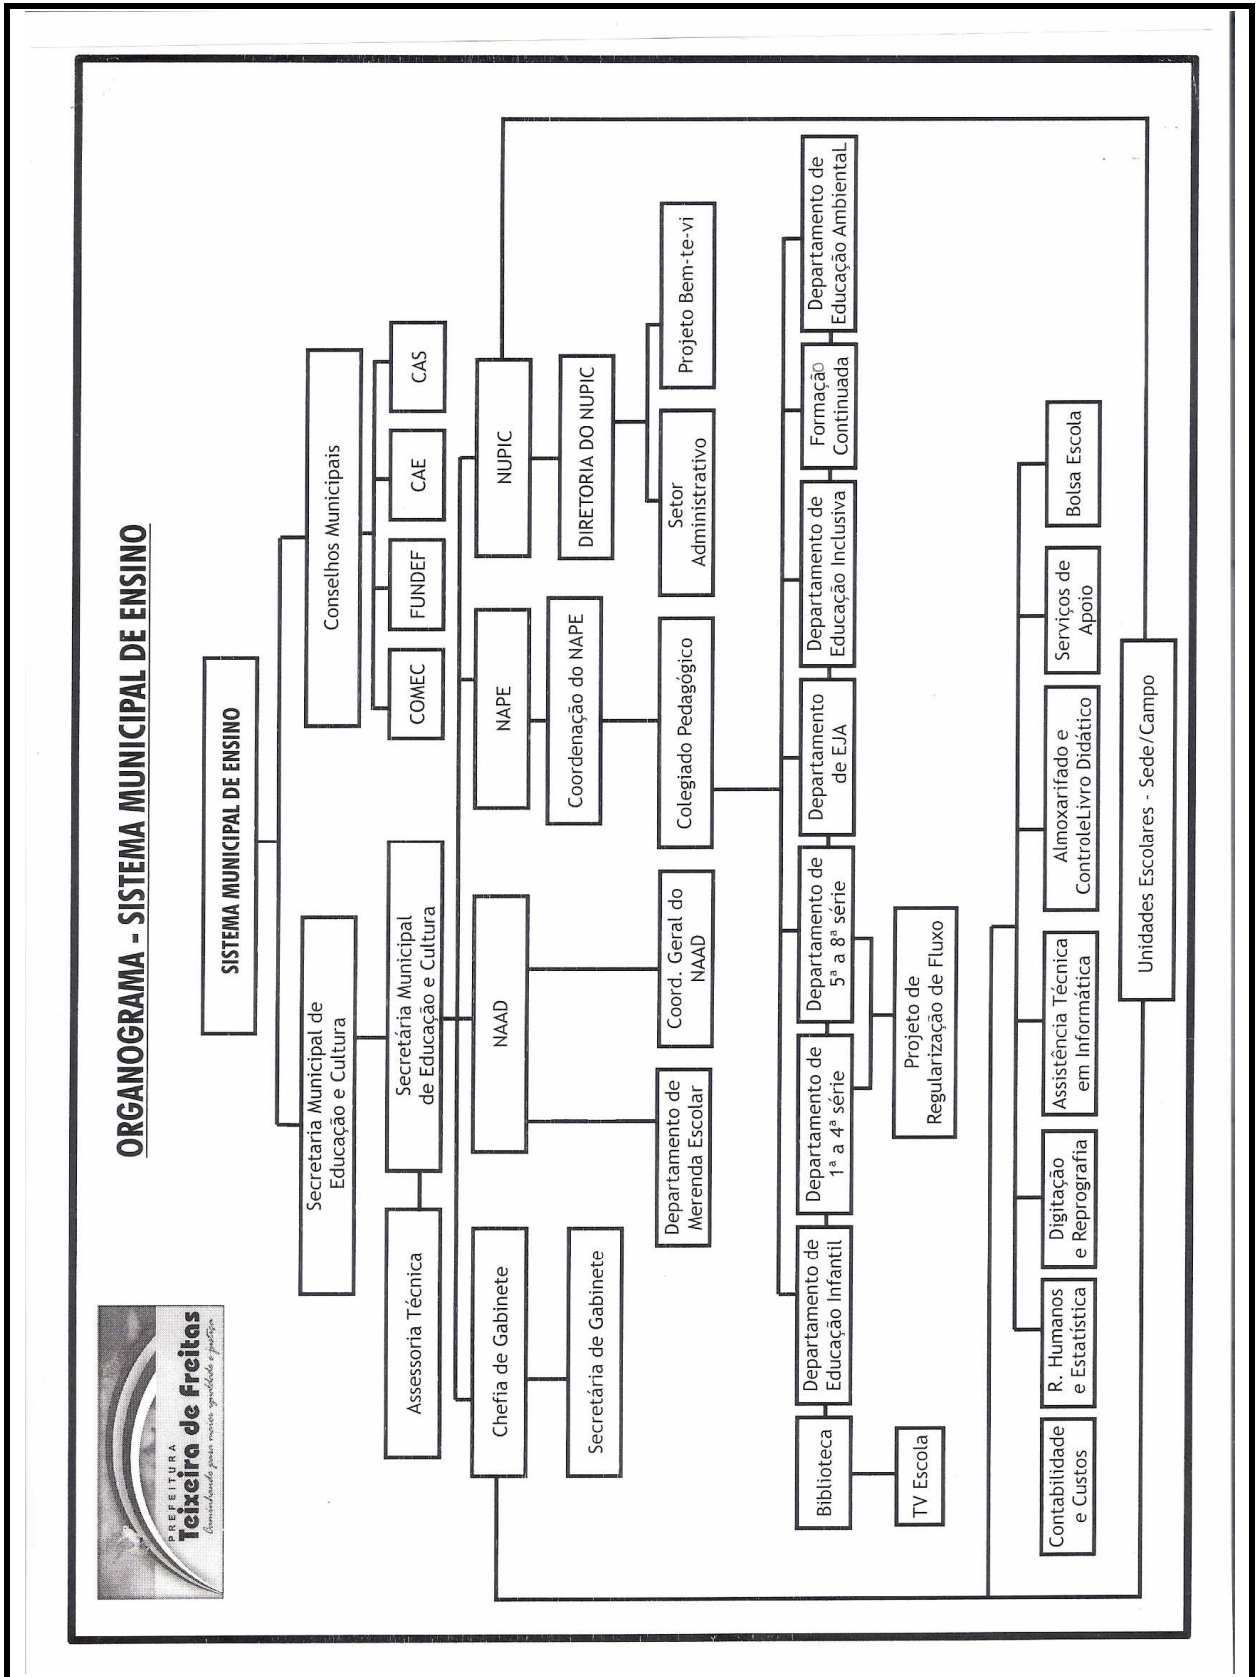 PREFEITURA
Teixeira de Freitas
Caminhando para maior igualdade e justiça
ORGANOGRAMA - SISTEMA MUNICIPAL DE ENSINO
SISTEMA MUNICIPAL DE ENSINO
Secretaria Municipal de
Educação e Cultura
Conselhos Municipais
Assessoria Técnica
Secretária Municipal
de Educação e Cultura
COMEC
FUNDEF
CAE
CAS
Chefia de Gabinete
NAAD
NAPE
NUPIC
Secretária de Gabinete
Coordenação do NAPE
DIRETORIA DO NUPIC
Departamento de
Merenda Escolar
Coord. Geral do
NAAD
Colegiado Pedagógico
Setor
Administrativo
Projeto Bem-te-vi
Biblioteca
Departamento de
Educação Infantil
Departamento de
1ª a 4ª série
Departamento de
5ª a 8ª série
Departamento
de EJA
Departamento de
Educação Inclusiva
Formação
Continuada
Departamento de
Educação AmbientaL
TV Escola
Projeto de
Regularização de Fluxo
Contabilidade
e Custos
R. Humanos
e Estatística
Digitação
e Reprografia
Assistência Técnica
em Informática
Almoxarifado e
ControleLivro Didático
Serviços de
Apoio
Bolsa Escola
Unidades Escolares - Sede/Campo